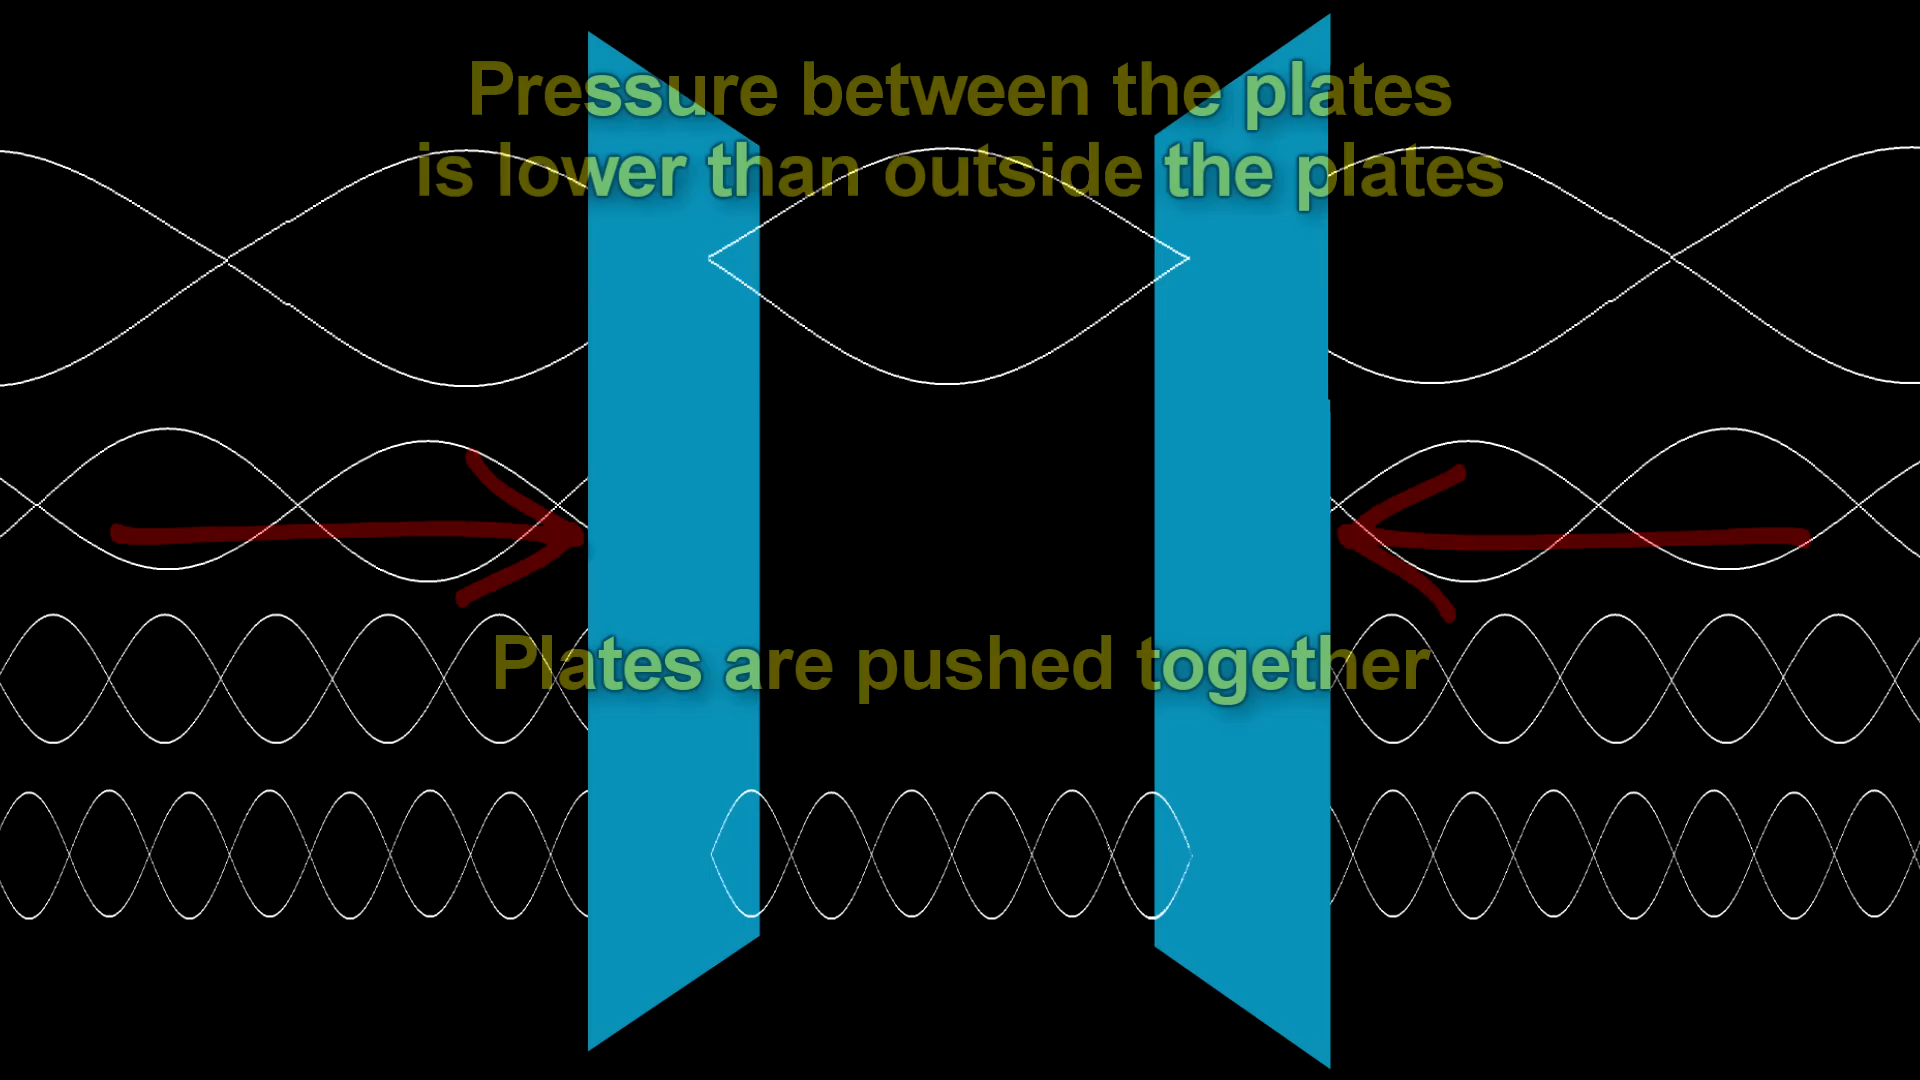 Pressure between the plates
is lower than outside the plates
Plates are pushed together